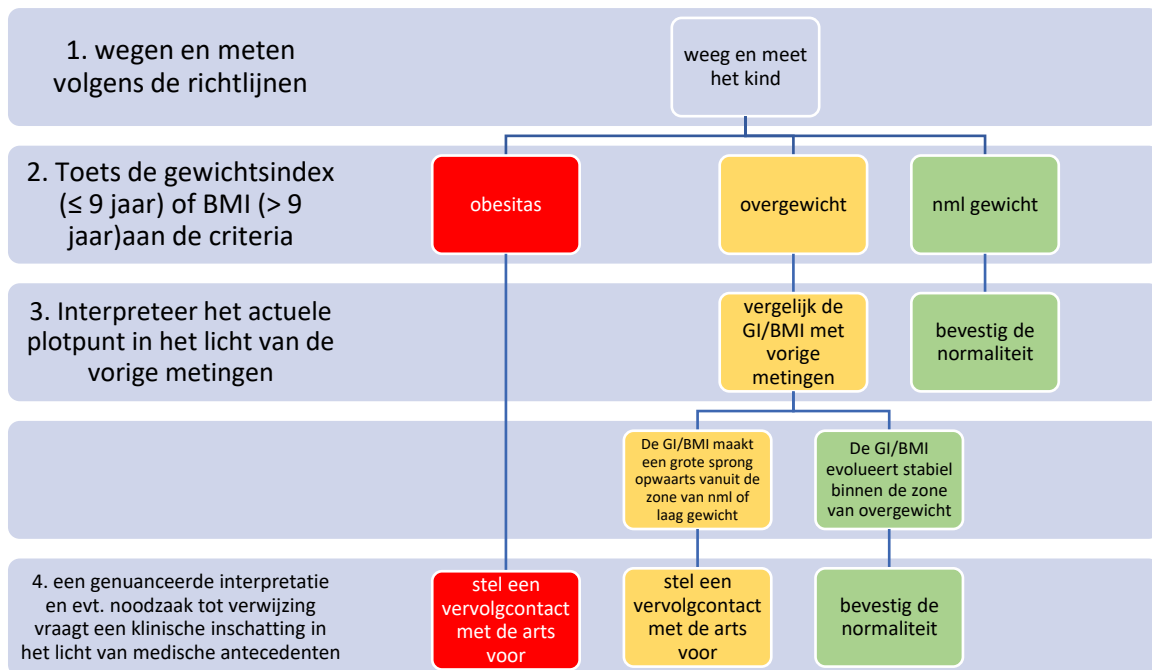 1. wegen en meten
volgens de richtlijnen
weeg en meet
het kind
2. Toets de gewichtsindex
(≤ 9 jaar) of BMI (> 9
jaar)aan de criteria
obesitas
overgewicht
nml gewicht
3. Interpreteer het actuele
plotpunt in het licht van de
vorige metingen
vergelijk de
GI/BMI met
vorige
metingen
bevestig de
normaliteit
De GI/BMI maakt
een grote sprong
opwaarts vanuit de
zone van nml of
laag gewicht
De GI/BMI
evolueert stabiel
binnen de zone
van overgewicht
4. een genuanceerde interpretatie
en evt. noodzaak tot verwijzing
vraagt een klinische inschatting in
het licht van medische antecedenten
stel een
vervolgcontact
met de arts
voor
stel een
vervolgcontact
met de arts
voor
bevestig de
normaliteit